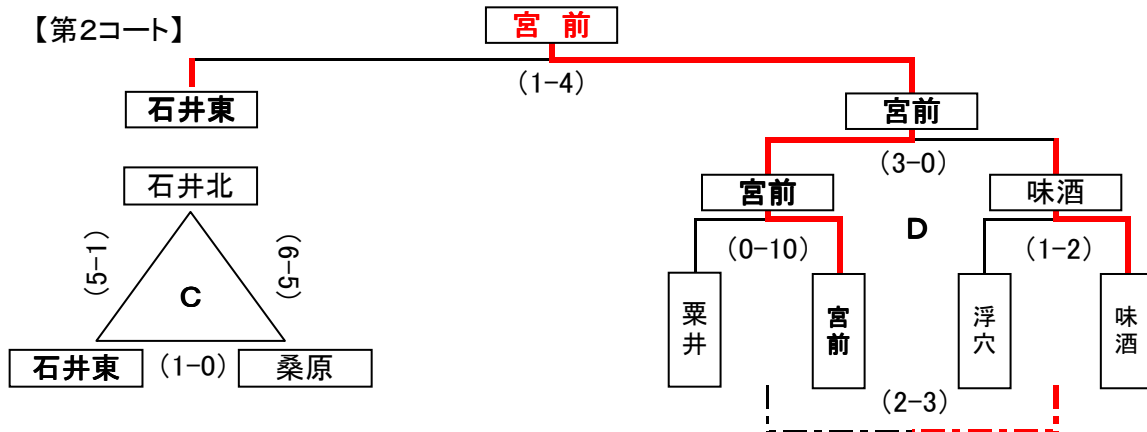 【第2コート】
宮 前
(1-4)
石井東
宮前
(3-0)
石井北
宮前
味酒
(5-1)
(6-5)
C
D
(0-10)
(1-2)
粟井
宮前
浮穴
味酒
石井東
(1-0)
桑原
(2-3)